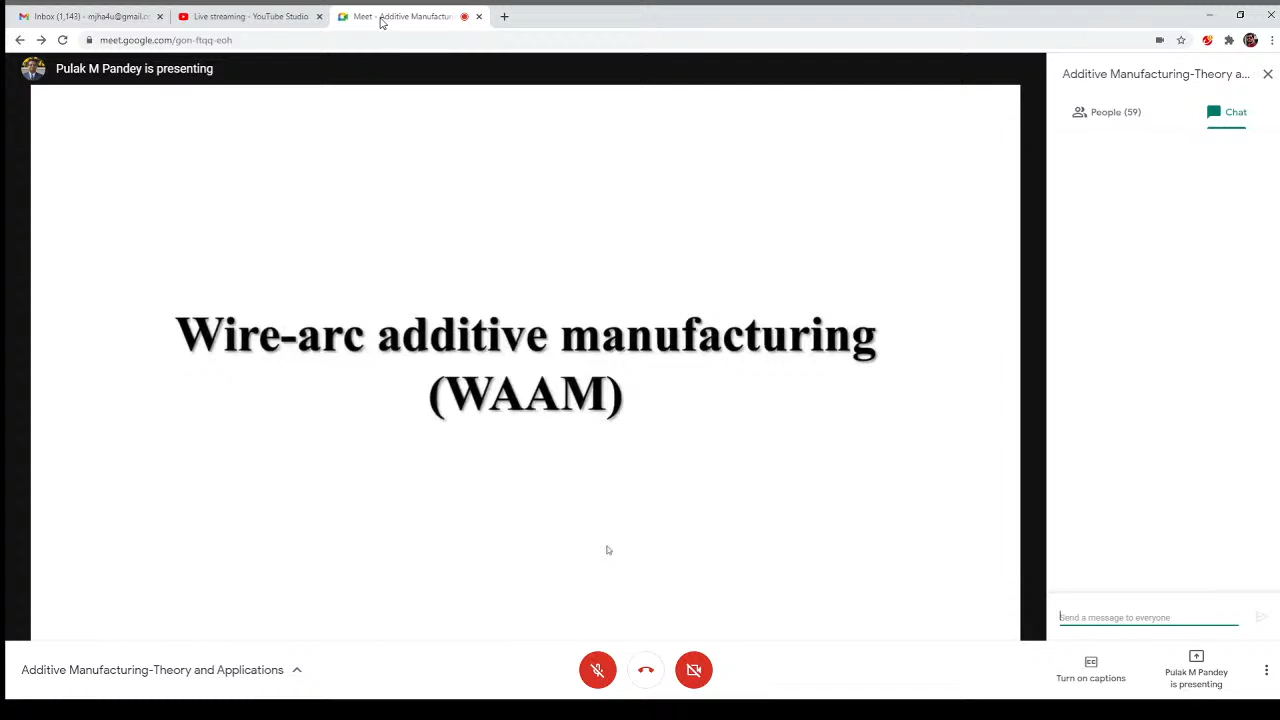 Inbox (1,143) - mjha4u@gmail.c
Live streaming - YouTube Studio
Meet - Additive Manufactur
meet.google.com/gon-ftqq-eoh
Pulak M Pandey is presenting
Additive Manufacturing-Theory a...
People (59)
Chat
Wire-arc additive manufacturing
(WAAM)
Send a message to everyone
Additive Manufacturing-Theory and Applications
CC
Turn on captions
Pulak M Pandey
is presenting